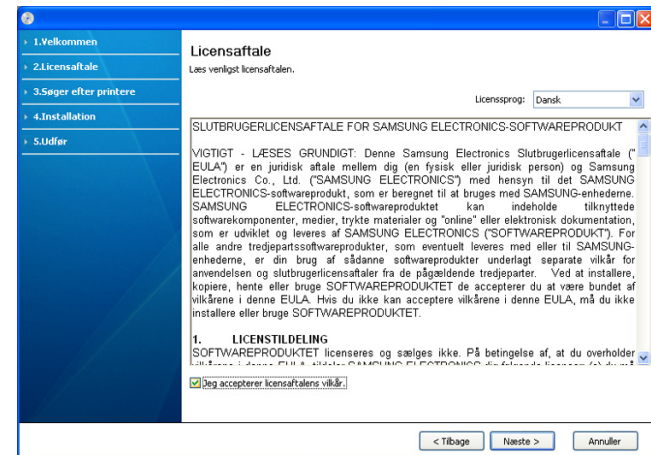 1.Velkommen
2.Licensaftale
3.Søger efter printere
4.Installation
5.Udfør
Licensaftale
Læs venligst licensaftalen.
Licenssprog: Dansk
SLUTBRUGERLICENSAFTALE FOR SAMSUNG ELECTRONICS-SOFTWAREPRODUKT
VIGTIGT - LÆSES GRUNDIGT: Denne Samsung Electronics Slutbrugerlicensaftale ("
EULA") er en juridisk aftale mellem dig (en fysisk eller juridisk person) og Samsung
Electronics Co., Ltd. ("SAMSUNG ELECTRONICS") med hensyn til det SAMSUNG
ELECTRONICS-softwareprodukt, som er beregnet til at bruges med SAMSUNG-enhederne.
SAMSUNG ELECTRONICS-softwareproduktet kan indeholde tilknyttede
softwarekomponenter, medier, trykte materialer og "online" eller elektronisk dokumentation,
som er udviklet og leveres af SAMSUNG ELECTRONICS ("SOFTWAREPRODUKT"). For
alle andre tredjepartssoftwareprodukter, som eventuelt leveres med eller til SAMSUNG-
enhederne, er din brug af sådanne softwareprodukter underlagt separate vilkår for
anvendelsen og slutbrugerlicensaftaler fra de pågældende tredjeparter. Ved at installere,
kopiere, hente eller bruge SOFTWAREPRODUKTET de accepterer du at være bundet af
vilkårene i denne EULA. Hvis du ikke kan acceptere vilkårene i denne EULA, må du ikke
installere eller bruge SOFTWAREPRODUKTET.
1. LICENSTILDELING
SOFTWAREPRODUKTET licenseres og sælges ikke. På betingelse af, at du overholder
Jeg accepterer licensaftalens vilkår.
< Tilbage
Næste >
Annuller